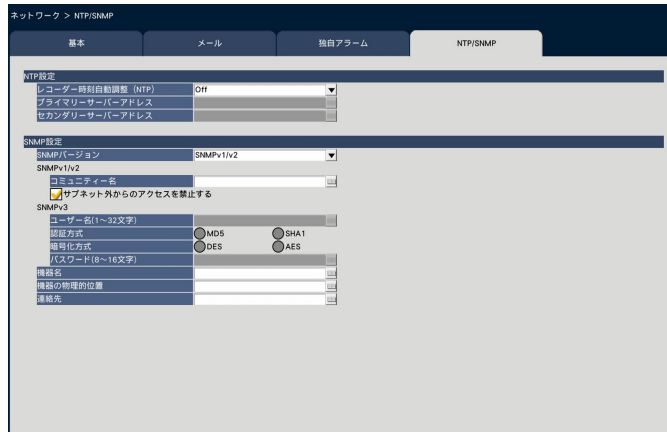 ネットワーク > NTP/SNMP
基本 メール 独自アラーム NTP/SNMP
NTP設定
レコーダー時刻自動調整（NTP） Off
プライマリーサーバーアドレス
セカンダリーサーバーアドレス
SNMP設定
SNMPバージョン SNMPv1/v2
SNMPv1/v2
コミュニティー名
サブネット外からのアクセスを禁止する
SNMPv3
ユーザー名(1～32文字)
認証方式 MD5 SHA1
暗号化方式 DES AES
パスワード(8～16文字)
機器名
機器の物理的位置
連絡先